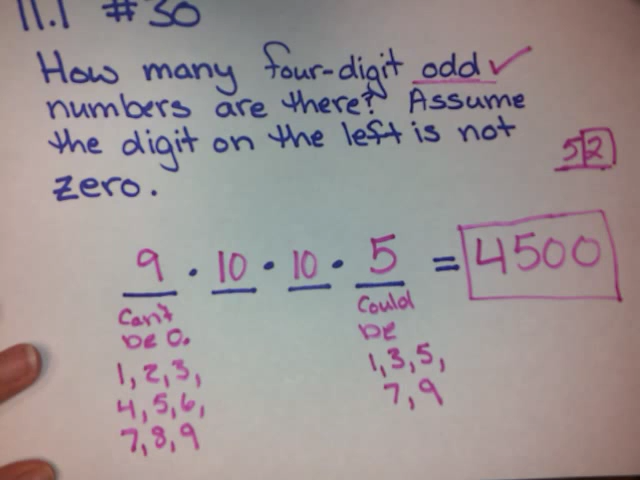 11.1 #30
How many four-digit odd ✓
numbers are there? Assume
the digit on the left is not
zero.
52
9 · 10 · 10 · 5 = 4500
Can't
be 0.
1, 2, 3,
4, 5, 6,
7, 8, 9
Could
be
1, 3, 5,
7, 9